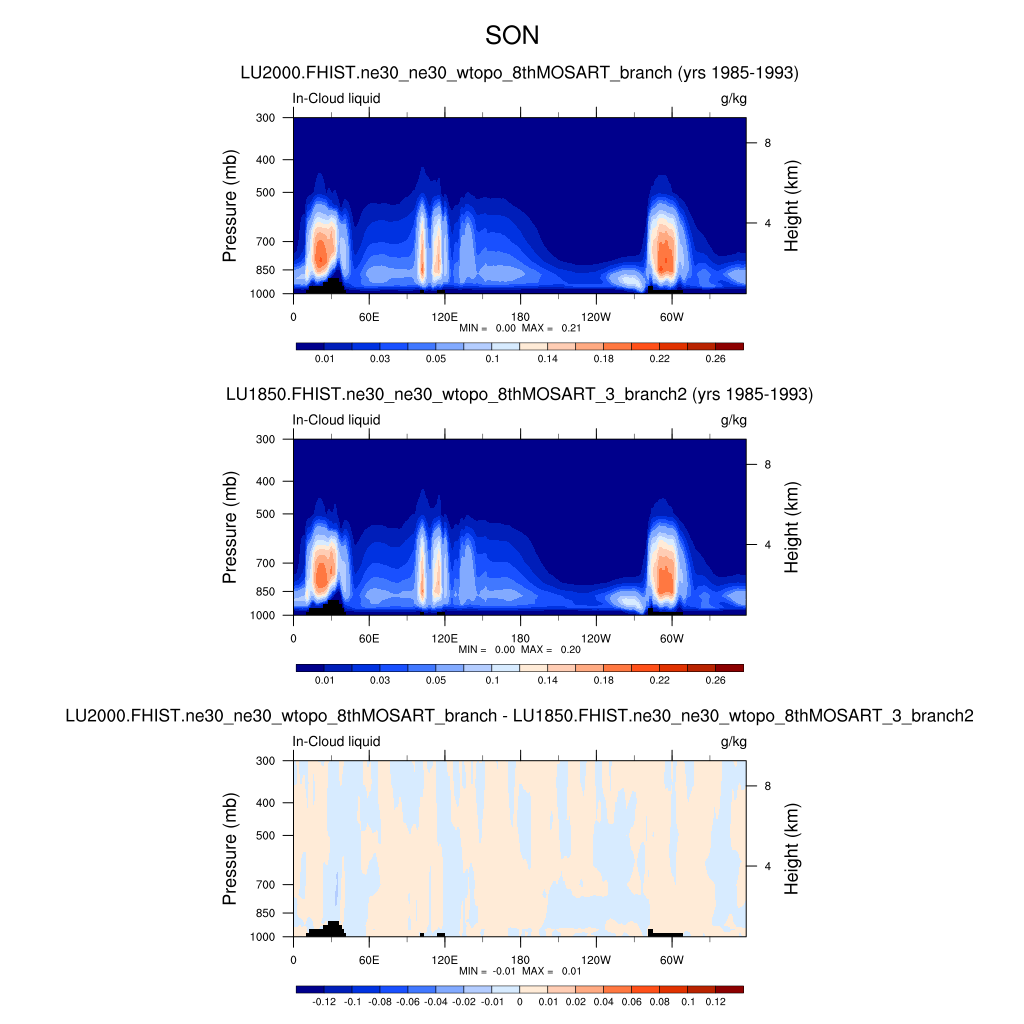 SON
LU2000.FHIST.ne30_ne30_wtopo_8thMOSART_branch (yrs 1985-1993)
In-Cloud liquid g/kg
300
400
500
700
850
1000
Pressure (mb)
8
4
Height (km)
0 60E 120E 180 120W 60W
MIN = 0.00 MAX = 0.21
0.01 0.03 0.05 0.1 0.14 0.18 0.22 0.26
LU1850.FHIST.ne30_ne30_wtopo_8thMOSART_3_branch2 (yrs 1985-1993)
In-Cloud liquid g/kg
300
400
500
700
850
1000
Pressure (mb)
8
4
Height (km)
0 60E 120E 180 120W 60W
MIN = 0.00 MAX = 0.20
0.01 0.03 0.05 0.1 0.14 0.18 0.22 0.26
LU2000.FHIST.ne30_ne30_wtopo_8thMOSART_branch - LU1850.FHIST.ne30_ne30_wtopo_8thMOSART_3_branch2
In-Cloud liquid g/kg
300
400
500
700
850
1000
Pressure (mb)
8
4
Height (km)
0 60E 120E 180 120W 60W
MIN = -0.01 MAX = 0.01
-0.12 -0.1 -0.08 -0.06 -0.04 -0.02 -0.01 0 0.01 0.02 0.04 0.06 0.08 0.1 0.12